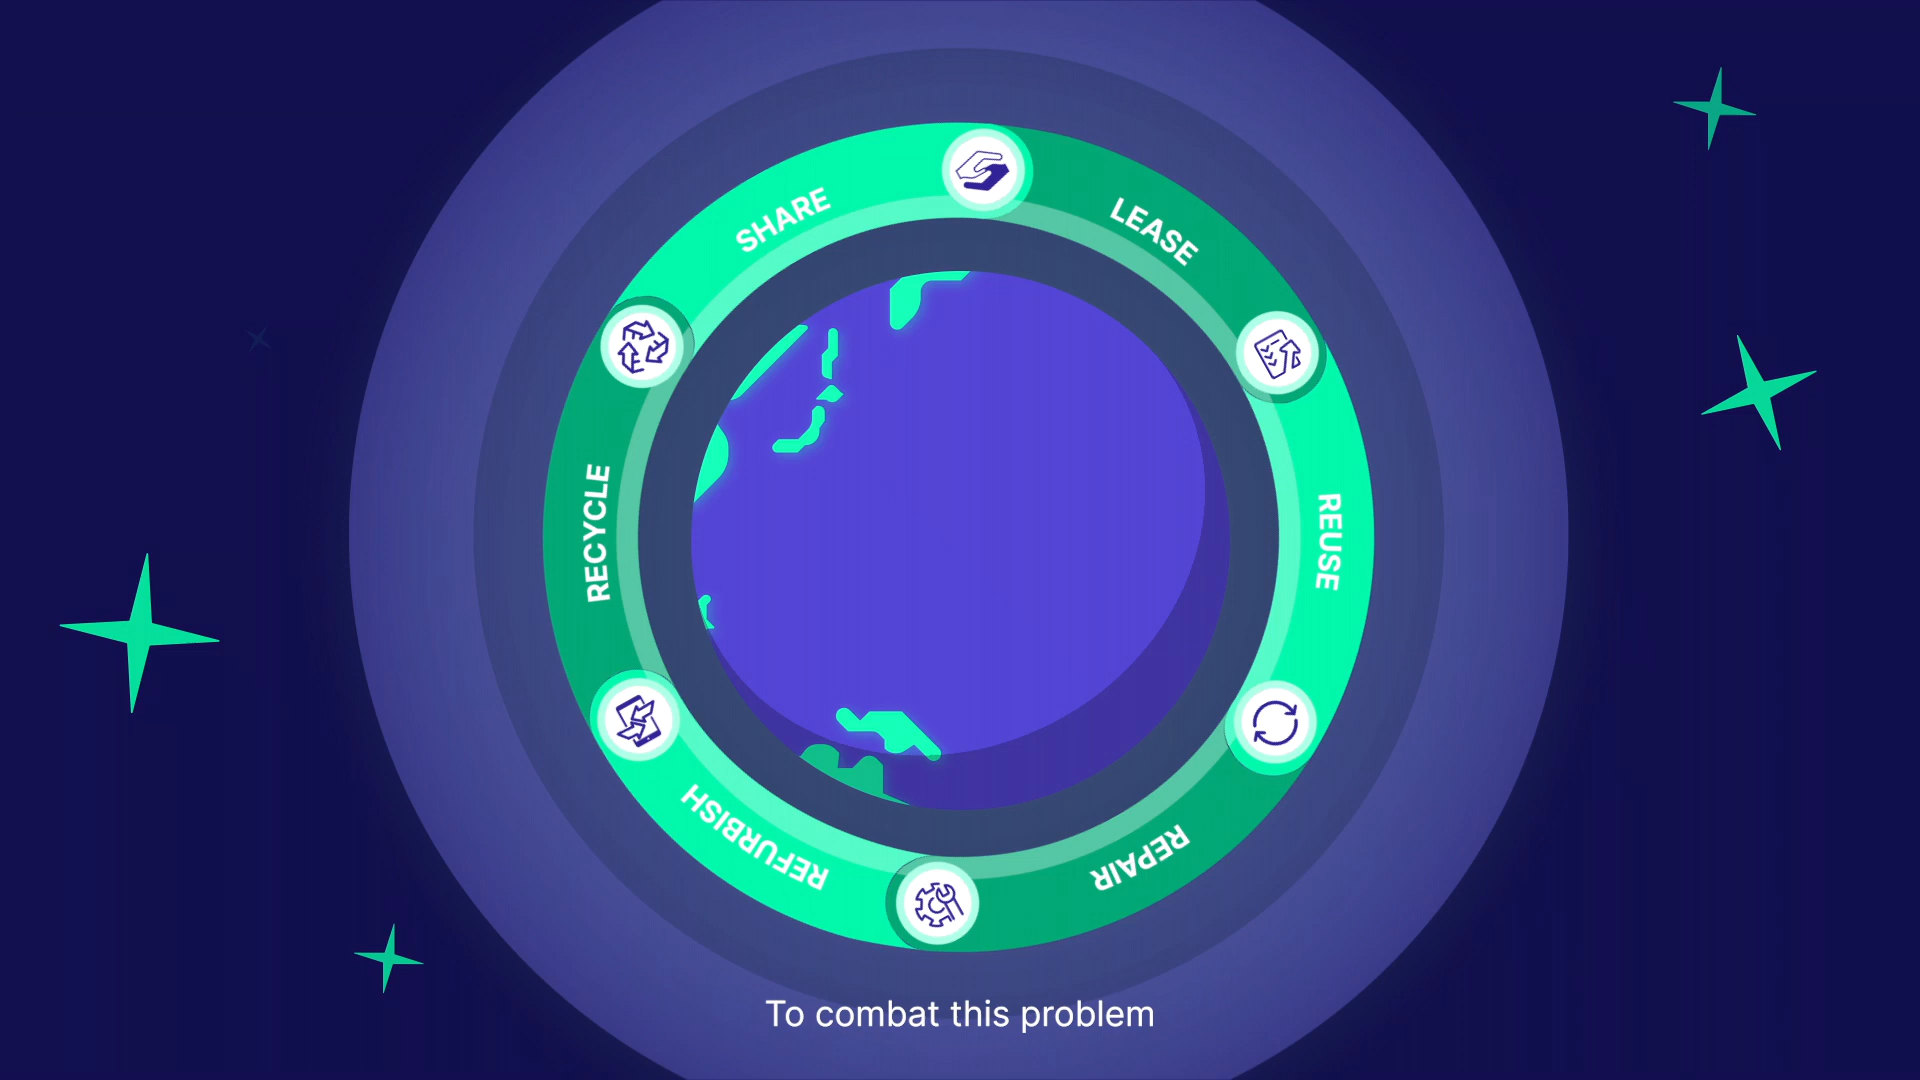 SHARE
LEASE
REUSE
REPAIR
REFURBISH
RECYCLE
To combat this problem